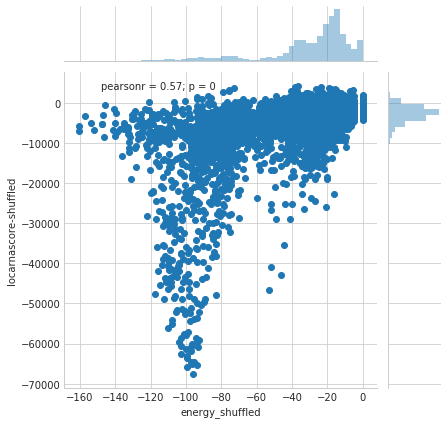 pearsonr = 0.57; p = 0
0
−10000
−20000
−30000
−40000
−50000
−60000
−70000
locarnascore-shuffled
−160 −140 −120 −100 −80 −60 −40 −20 0
energy_shuffled